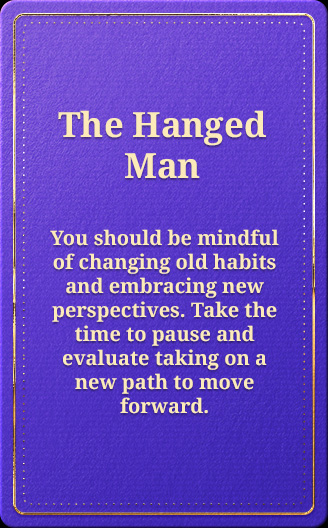 The Hanged
Man
You should be mindful
of changing old habits
and embracing new
perspectives. Take the
time to pause and
evaluate taking on a
new path to move
forward.